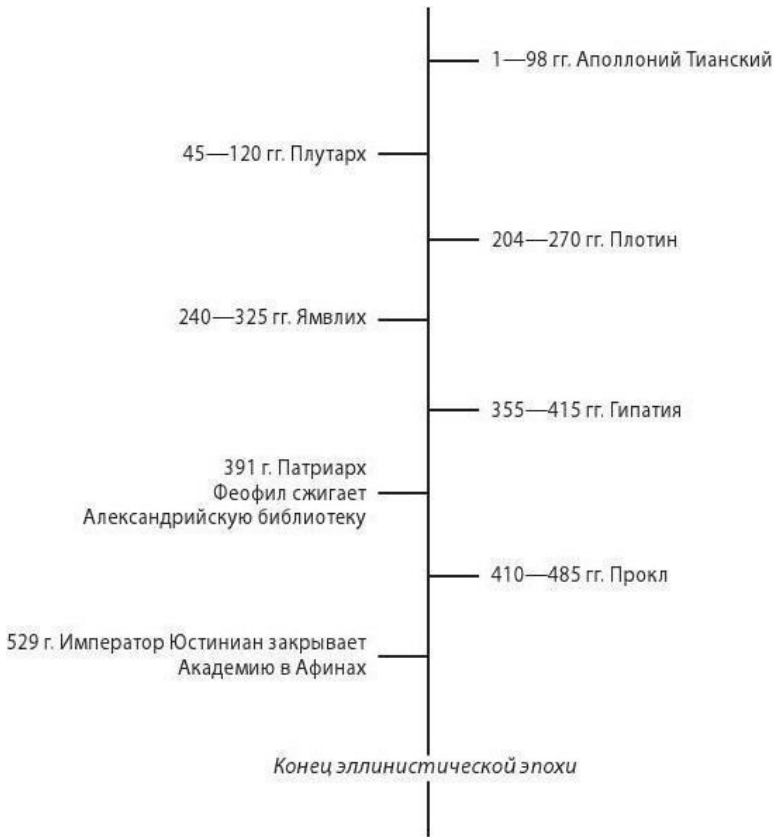 1—98 гг. Аполлоний Тианский
45—120 гг. Плутарх
204—270 гг. Плотин
240—325 гг. Ямвлих
355—415 гг. Гипатия
391 г. Патриарх
Феофил сжигает
Александрийскую библиотеку
410—485 гг. Прокл
529 г. Император Юстиниан закрывает
Академию в Афинах
Конец эллинистической эпохи